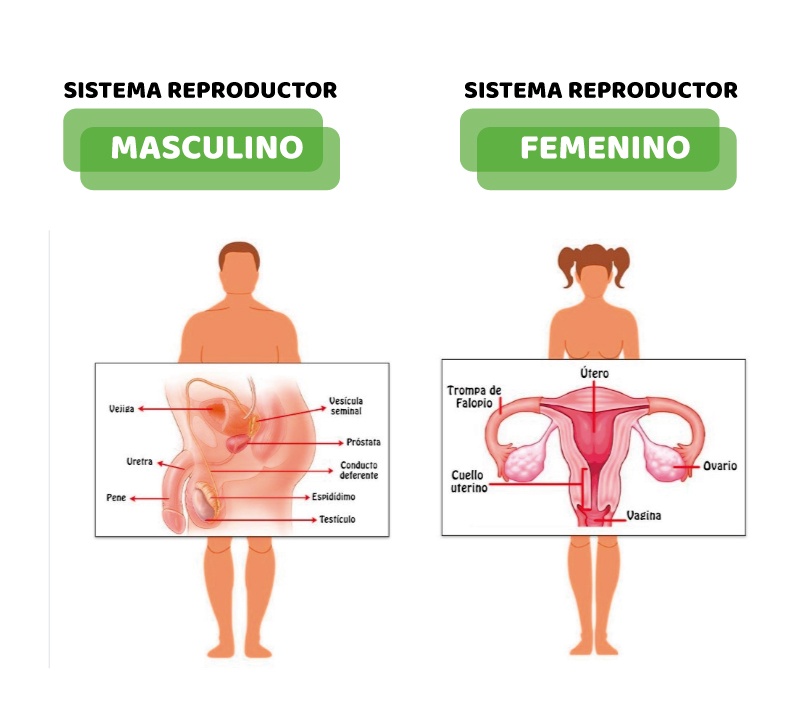 SISTEMA REPRODUCTOR
MASCULINO
SISTEMA REPRODUCTOR
FEMENINO
Vejiga
Vesícula
seminal
Próstata
Uretra
Conducto
deferente
Pene
Espidídimo
Testículo
Útero
Trompa de
Falopio
Ovario
Cuello
uterino
Vagina